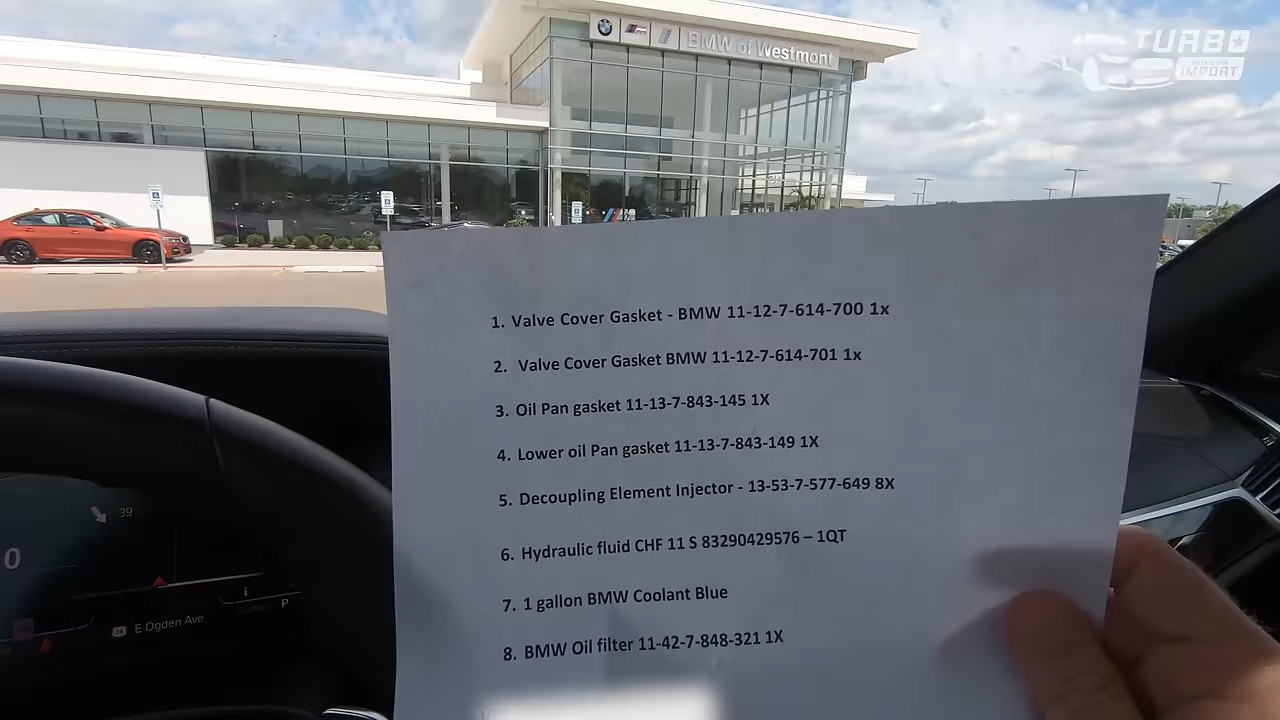 BMW of Westmont
TURBO
AUTO CUBA
IMPORT
1. Valve Cover Gasket - BMW 11-12-7-614-700 1x
2. Valve Cover Gasket BMW 11-12-7-614-701 1x
3. Oil Pan gasket 11-13-7-843-145 1X
4. Lower oil Pan gasket 11-13-7-843-149 1X
5. Decoupling Element Injector - 13-53-7-577-649 8X
6. Hydraulic fluid CHF 11 S 83290429576 – 1QT
7. 1 gallon BMW Coolant Blue
8. BMW Oil filter 11-42-7-848-321 1X
39
0
i
P
34 E Ogden Ave